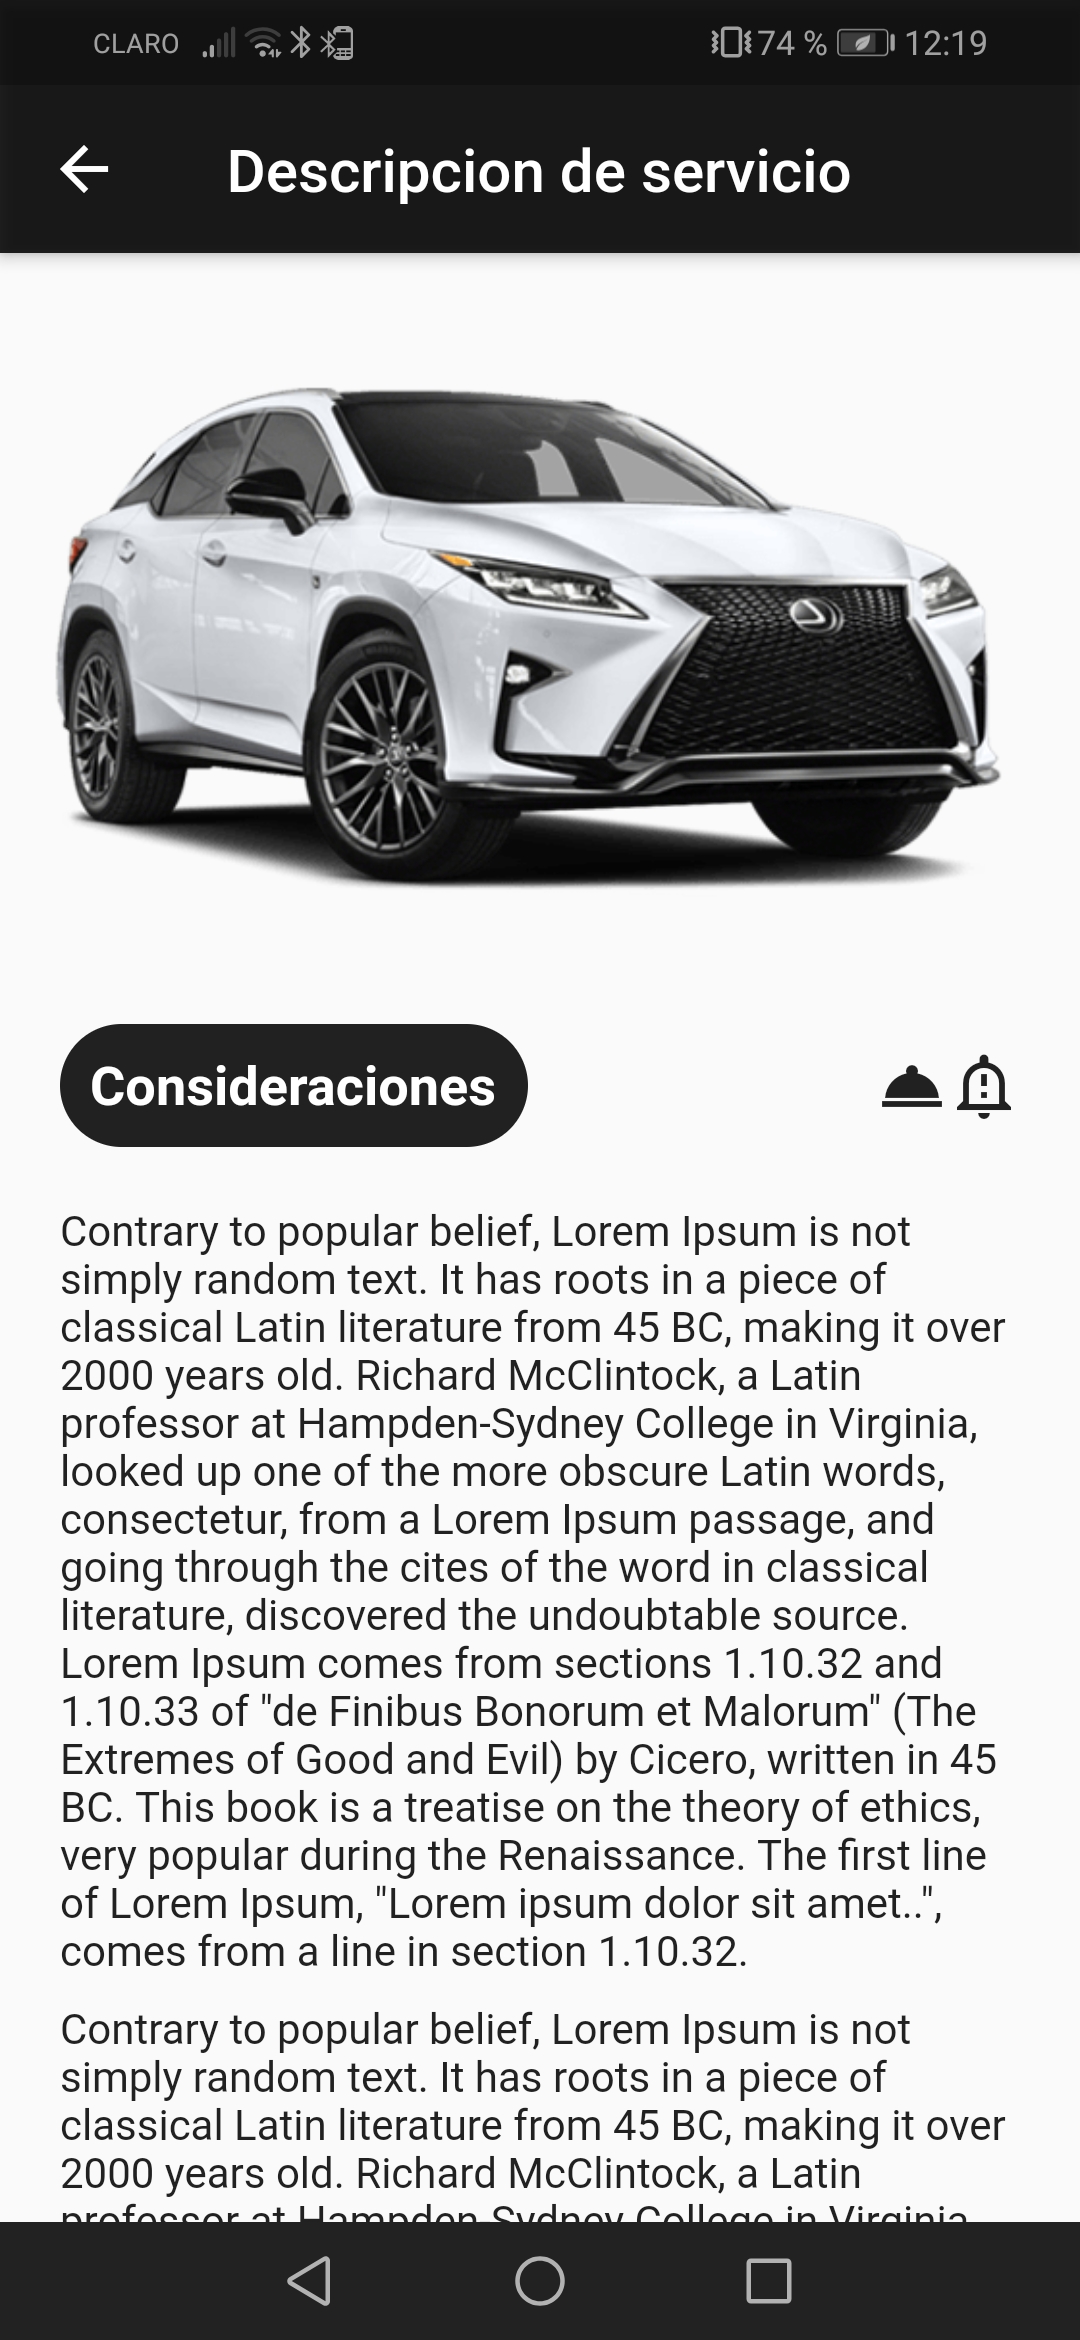 CLARO 74 % 12:19
Descripcion de servicio
Consideraciones
Contrary to popular belief, Lorem Ipsum is not
simply random text. It has roots in a piece of
classical Latin literature from 45 BC, making it over
2000 years old. Richard McClintock, a Latin
professor at Hampden-Sydney College in Virginia,
looked up one of the more obscure Latin words,
consectetur, from a Lorem Ipsum passage, and
going through the cites of the word in classical
literature, discovered the undoubtable source.
Lorem Ipsum comes from sections 1.10.32 and
1.10.33 of "de Finibus Bonorum et Malorum" (The
Extremes of Good and Evil) by Cicero, written in 45
BC. This book is a treatise on the theory of ethics,
very popular during the Renaissance. The first line
of Lorem Ipsum, "Lorem ipsum dolor sit amet..",
comes from a line in section 1.10.32.
Contrary to popular belief, Lorem Ipsum is not
simply random text. It has roots in a piece of
classical Latin literature from 45 BC, making it over
2000 years old. Richard McClintock, a Latin
professor at Hampden-Sydney College in Virginia,